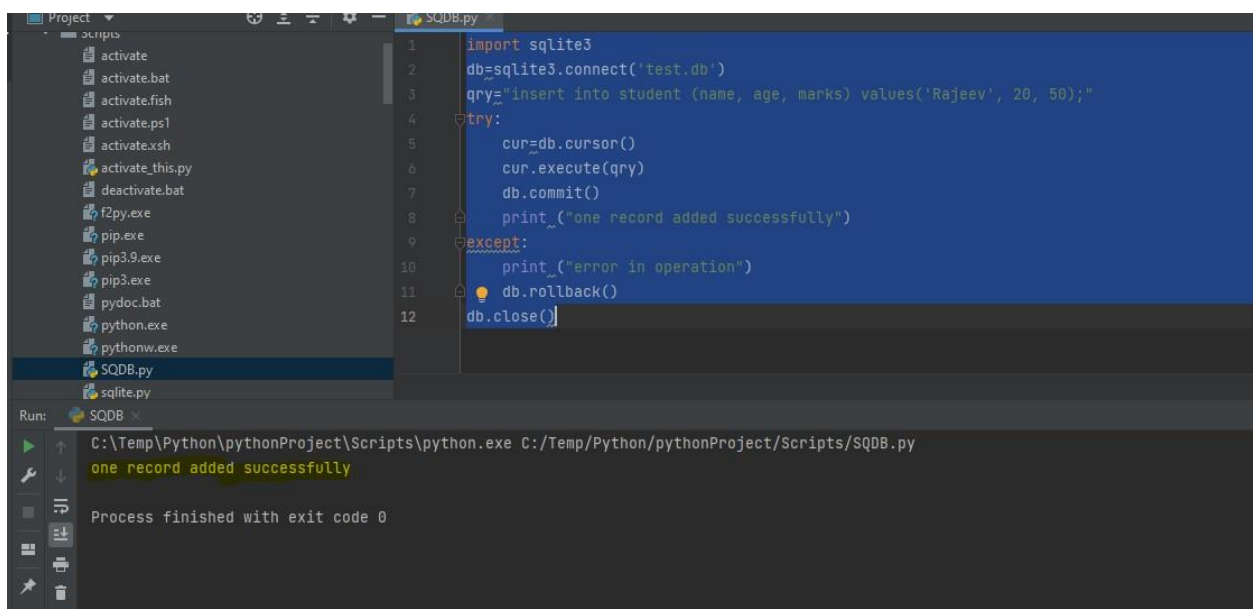 Project
SQDB.py
Scripts
activate
activate.bat
activate.fish
activate.ps1
activate.xsh
activate_this.py
deactivate.bat
f2py.exe
pip.exe
pip3.9.exe
pip3.exe
pydoc.bat
python.exe
pythonw.exe
SQDB.py
sqlite.py
1 import sqlite3
2 db=sqlite3.connect('test.db')
3 qry="insert into student (name, age, marks) values('Rajeev', 20, 50);"
4 try:
5 cur=db.cursor()
6 cur.execute(qry)
7 db.commit()
8 print ("one record added successfully")
9 except:
10 print ("error in operation")
11 db.rollback()
12 db.close()
Run: SQDB
C:\Temp\Python\pythonProject\Scripts\python.exe C:/Temp/Python/pythonProject/Scripts/SQDB.py
one record added successfully
Process finished with exit code 0